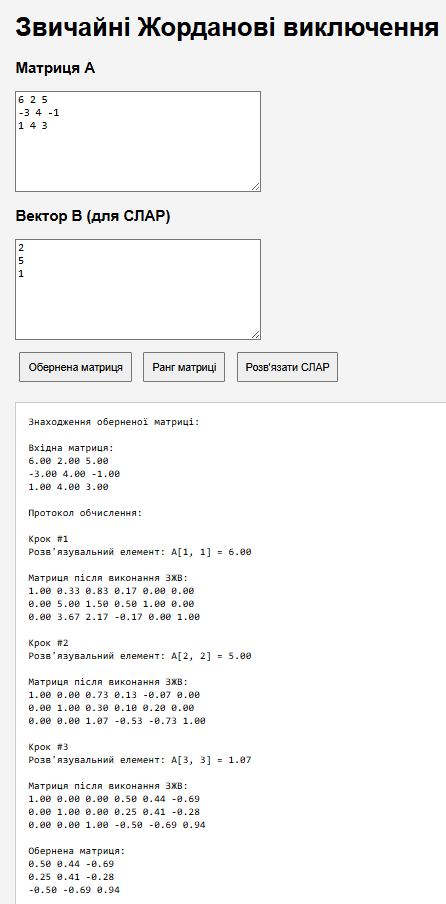 Звичайні Жорданові виключення
Матриця A
6 2 5
-3 4 -1
1 4 3
Вектор B (для СЛАР)
2
5
1
Обернена матриця Ранг матриці Розв'язати СЛАР
Знаходження оберненої матриці:
Вхідна матриця:
6.00 2.00 5.00
-3.00 4.00 -1.00
1.00 4.00 3.00
Протокол обчислення:
Крок #1
Розв'язувальний елемент: A[1, 1] = 6.00
Матриця після виконання ЗЖВ:
1.00 0.33 0.83 0.17 0.00 0.00
0.00 5.00 1.50 0.50 1.00 0.00
0.00 3.67 2.17 -0.17 0.00 1.00
Крок #2
Розв'язувальний елемент: A[2, 2] = 5.00
Матриця після виконання ЗЖВ:
1.00 0.00 0.73 0.13 -0.07 0.00
0.00 1.00 0.30 0.10 0.20 0.00
0.00 0.00 1.07 -0.53 -0.73 1.00
Крок #3
Розв'язувальний елемент: A[3, 3] = 1.07
Матриця після виконання ЗЖВ:
1.00 0.00 0.00 0.50 0.44 -0.69
0.00 1.00 0.00 0.25 0.41 -0.28
0.00 0.00 1.00 -0.50 -0.69 0.94
Обернена матриця:
0.50 0.44 -0.69
0.25 0.41 -0.28
-0.50 -0.69 0.94